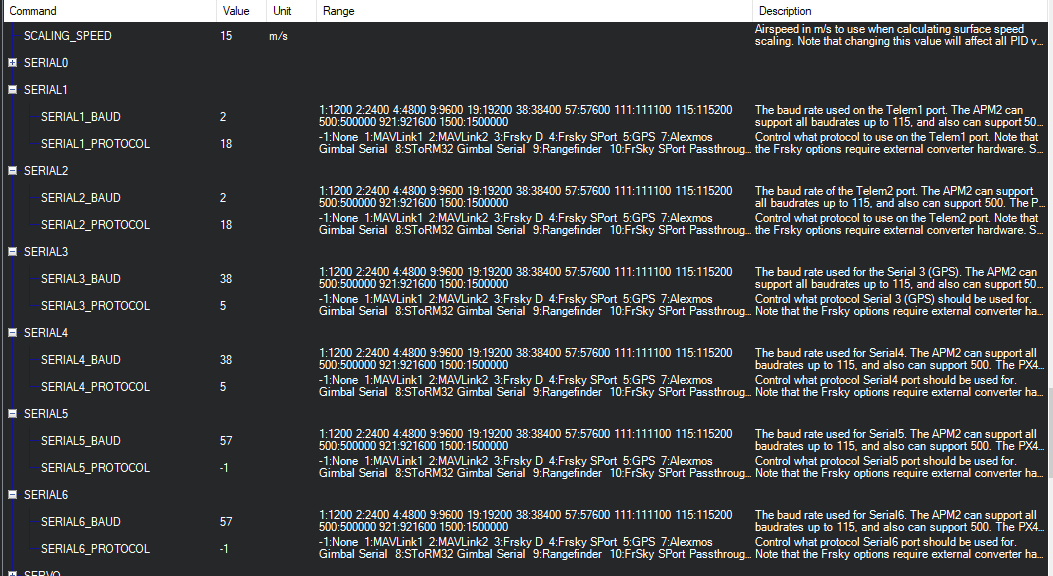 Command Value Unit Range Description
SCALING_SPEED 15 m/s Airspeed in m/s to use when calculating surface speed
scaling. Note that changing this value will affect all PID v...
SERIAL0
SERIAL1
SERIAL1_BAUD 2 1:1200 2:2400 4:4800 9:9600 19:19200 38:38400 57:57600 111:111100 115:115200 The baud rate used on the Telem1 port. The APM2 can
500:500000 921:921600 1500:1500000 support all baudrates up to 115, and also can support 50...
SERIAL1_PROTOCOL 18 -1:None 1:MAVLink1 2:MAVLink2 3:Frsky D 4:Frsky SPort 5:GPS 7:Alexmos Control what protocol to use on the Telem1 port. Note that
Gimbal Serial 8:SToRM32 Gimbal Serial 9:Rangefinder 10:FrSky SPort Passthroug... the Frsky options require external converter hardware. S...
SERIAL2
SERIAL2_BAUD 2 1:1200 2:2400 4:4800 9:9600 19:19200 38:38400 57:57600 111:111100 115:115200 The baud rate of the Telem2 port. The APM2 can support
500:500000 921:921600 1500:1500000 all baudrates up to 115, and also can support 500. The P...
SERIAL2_PROTOCOL 18 -1:None 1:MAVLink1 2:MAVLink2 3:Frsky D 4:Frsky SPort 5:GPS 7:Alexmos Control what protocol to use on the Telem2 port. Note that
Gimbal Serial 8:SToRM32 Gimbal Serial 9:Rangefinder 10:FrSky SPort Passthroug... the Frsky options require external converter hardware. S...
SERIAL3
SERIAL3_BAUD 38 1:1200 2:2400 4:4800 9:9600 19:19200 38:38400 57:57600 111:111100 115:115200 The baud rate used for the Serial 3 (GPS). The APM2 can
500:500000 921:921600 1500:1500000 support all baudrates up to 115, and also can support 50...
SERIAL3_PROTOCOL 5 -1:None 1:MAVLink1 2:MAVLink2 3:Frsky D 4:Frsky SPort 5:GPS 7:Alexmos Control what protocol Serial 3 (GPS) should be used for.
Gimbal Serial 8:SToRM32 Gimbal Serial 9:Rangefinder 10:FrSky SPort Passthroug... Note that the Frsky options require external converter ha...
SERIAL4
SERIAL4_BAUD 38 1:1200 2:2400 4:4800 9:9600 19:19200 38:38400 57:57600 111:111100 115:115200 The baud rate used for Serial4. The APM2 can support all
500:500000 921:921600 1500:1500000 baudrates up to 115, and also can support 500. The PX4...
SERIAL4_PROTOCOL 5 -1:None 1:MAVLink1 2:MAVLink2 3:Frsky D 4:Frsky SPort 5:GPS 7:Alexmos Control what protocol Serial4 port should be used for.
Gimbal Serial 8:SToRM32 Gimbal Serial 9:Rangefinder 10:FrSky SPort Passthroug... Note that the Frsky options require external converter ha...
SERIAL5
SERIAL5_BAUD 57 1:1200 2:2400 4:4800 9:9600 19:19200 38:38400 57:57600 111:111100 115:115200 The baud rate used for Serial5. The APM2 can support all
500:500000 921:921600 1500:1500000 baudrates up to 115, and also can support 500. The PX4...
SERIAL5_PROTOCOL -1 -1:None 1:MAVLink1 2:MAVLink2 3:Frsky D 4:Frsky SPort 5:GPS 7:Alexmos Control what protocol Serial5 port should be used for.
Gimbal Serial 8:SToRM32 Gimbal Serial 9:Rangefinder 10:FrSky SPort Passthroug... Note that the Frsky options require external converter ha...
SERIAL6
SERIAL6_BAUD 57 1:1200 2:2400 4:4800 9:9600 19:19200 38:38400 57:57600 111:111100 115:115200 The baud rate used for Serial6. The APM2 can support all
500:500000 921:921600 1500:1500000 baudrates up to 115, and also can support 500. The PX4...
SERIAL6_PROTOCOL -1 -1:None 1:MAVLink1 2:MAVLink2 3:Frsky D 4:Frsky SPort 5:GPS 7:Alexmos Control what protocol Serial6 port should be used for.
Gimbal Serial 8:SToRM32 Gimbal Serial 9:Rangefinder 10:FrSky SPort Passthroug... Note that the Frsky options require external converter ha...
SERVO